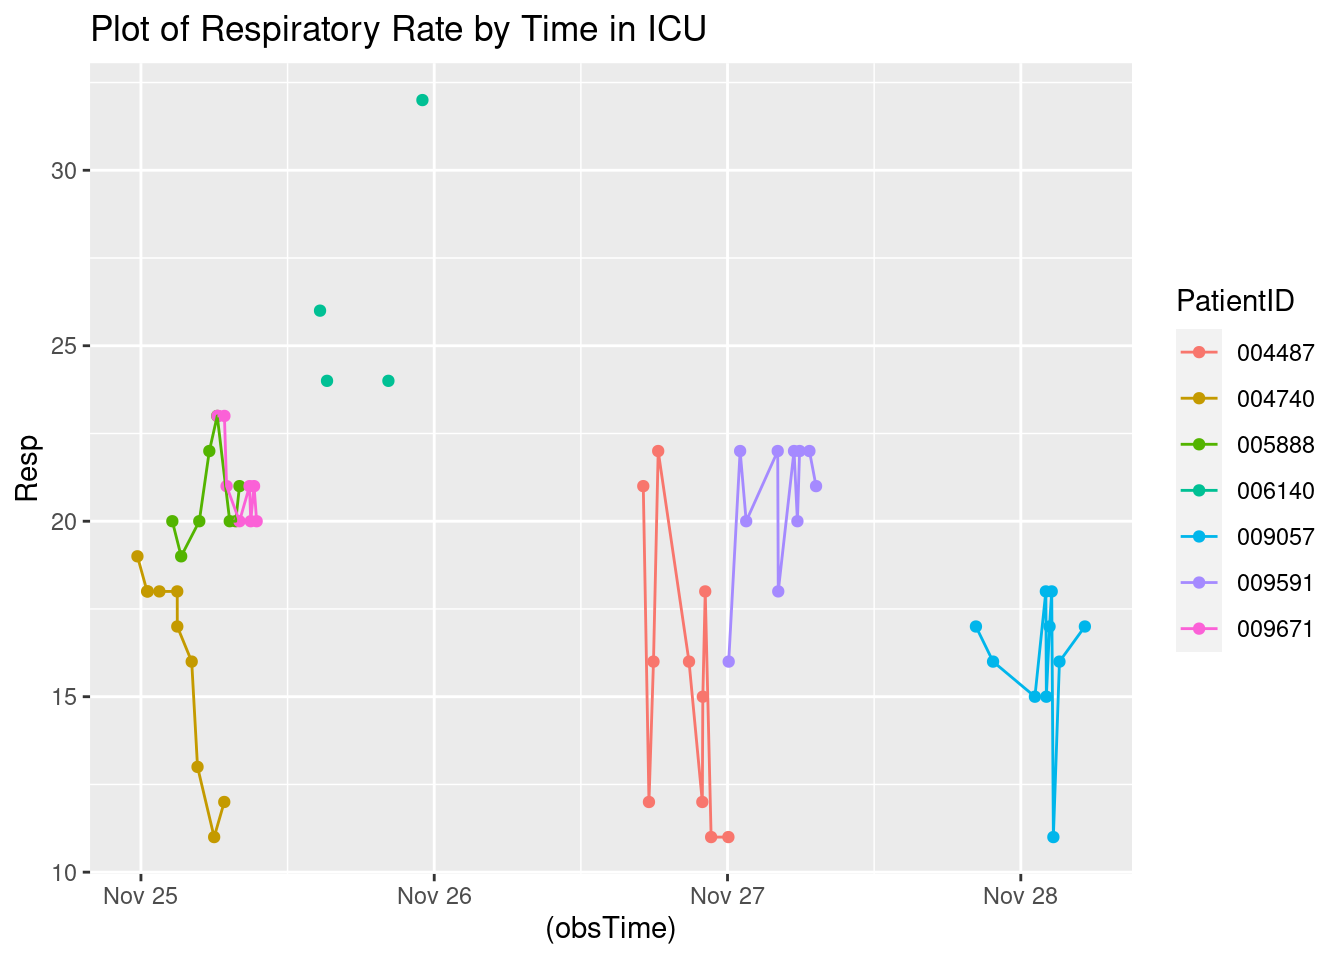 Plot of Respiratory Rate by Time in ICU
Resp
30
25
20
15
10
Nov 25
Nov 26
Nov 27
Nov 28
(obsTime)
PatientID
004487
004740
005888
006140
009057
009591
009671